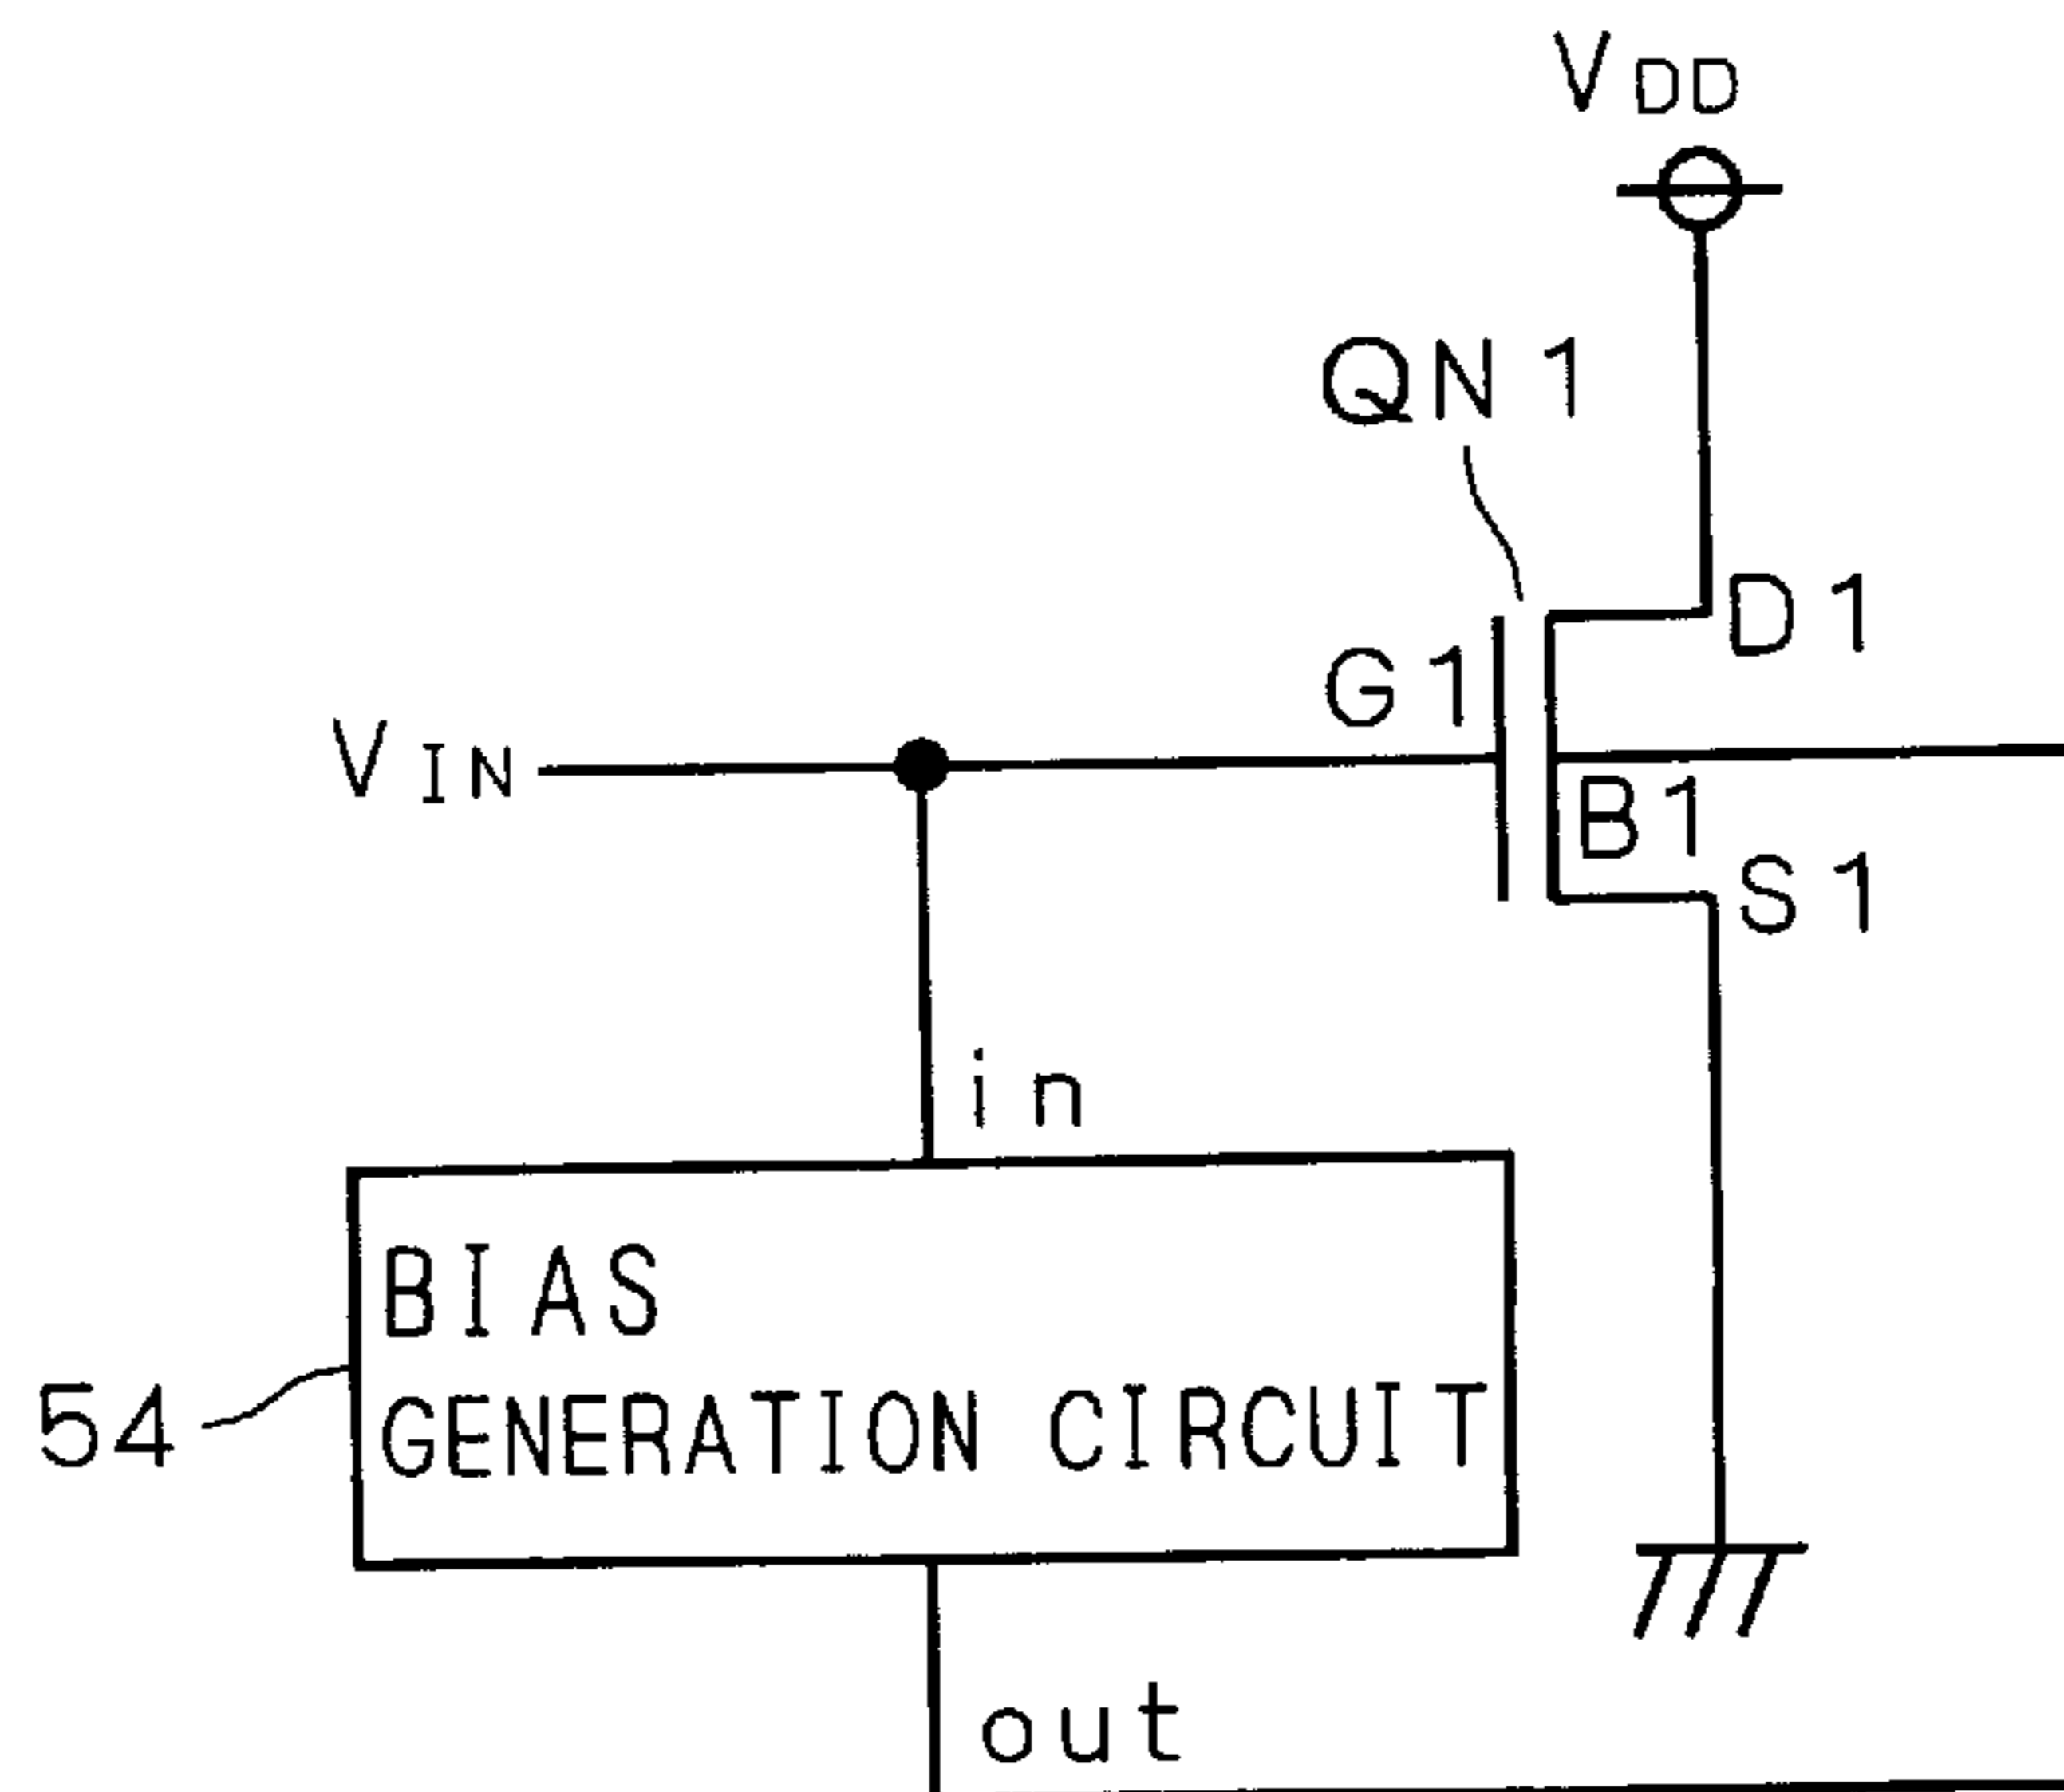 VDD
QN1
D1
G1
VIN
B1
S1
in
BIAS
GENERATION CIRCUIT
54
out